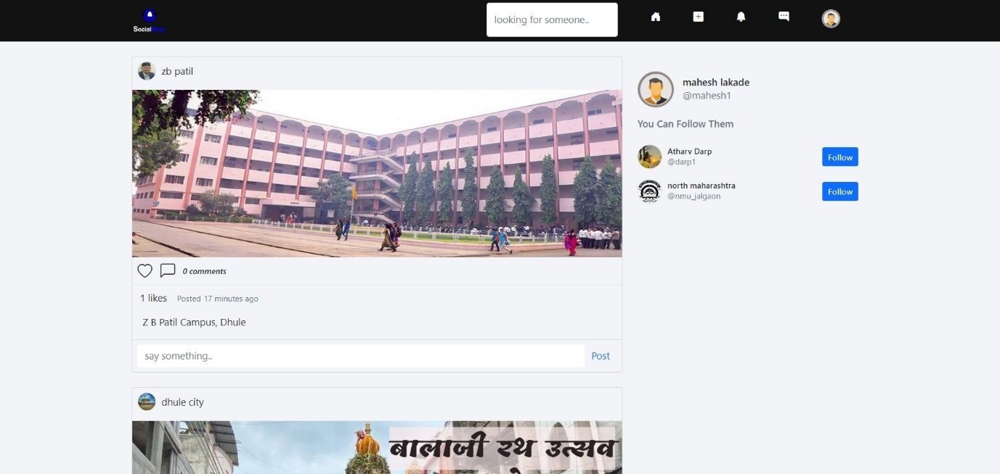 Social
looking for someone..
zb patil
0 comments
1 likes Posted 17 minutes ago
Z B Patil Campus, Dhule
say something.. Post
dhule city
बालाजी रथ उत्सव
mahesh lakade
@mahesh1
You Can Follow Them
Atharv Darp
@darp1
Follow
north maharashtra
@nmu_jalgaon
Follow